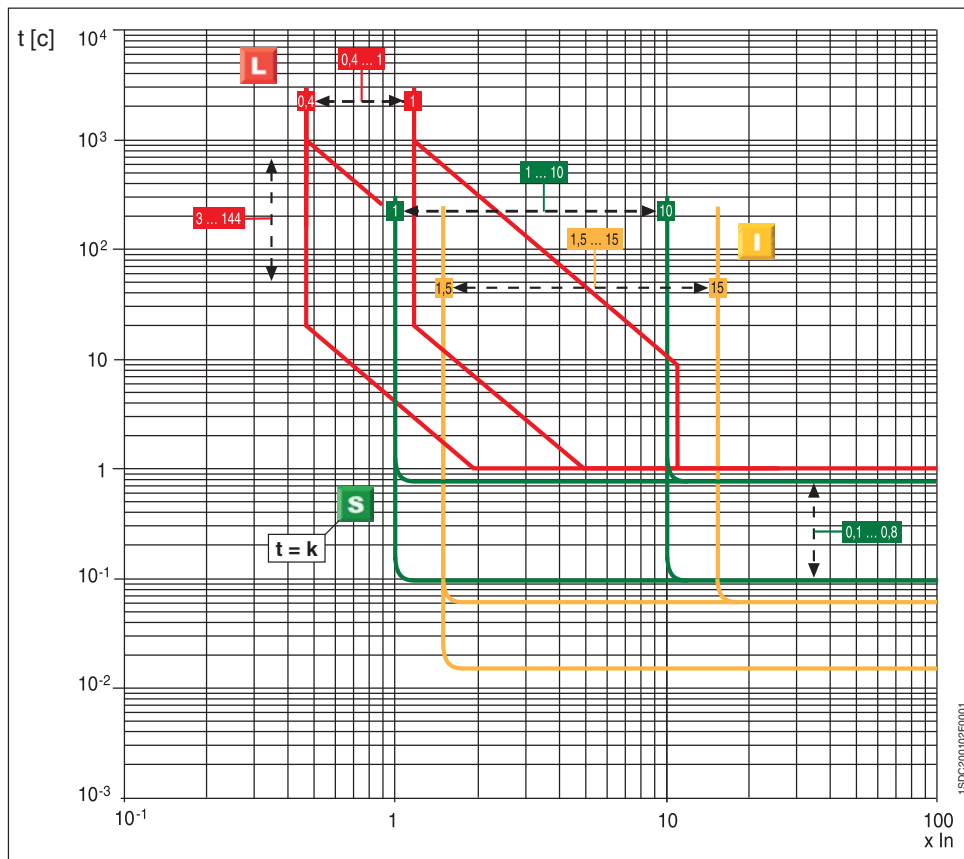 t [c]
10⁴
L
0,4 ... 1
0,4
1
10³
1 ... 10
3 ... 144
1
10
1,5 ... 15
I
10²
1,5
15
10
1
S
0,1 ... 0,8
t = k
10⁻¹
10⁻²
10⁻³
10⁻¹
1
10
100
x In
1SDC200102F0001